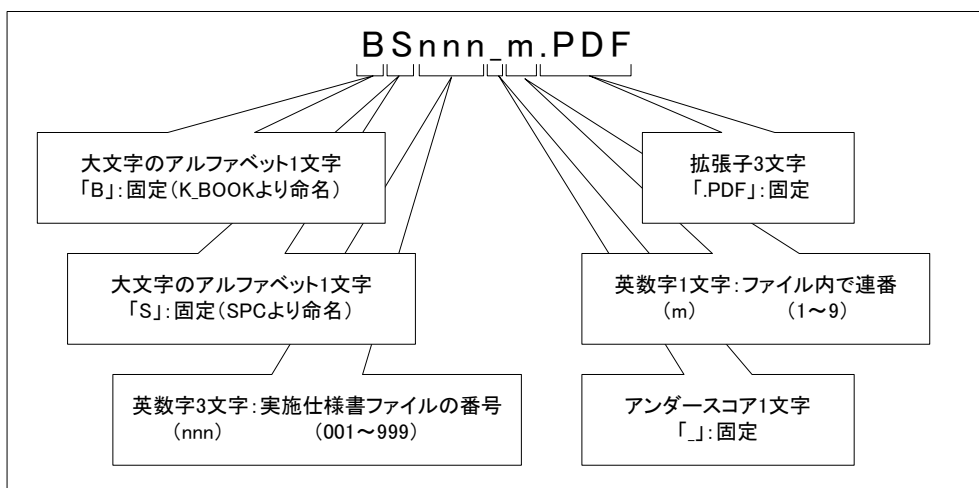 BSnnn_m.PDF
大文字のアルファベット1文字
「B」:固定(K_BOOKより命名)
拡張子3文字
「.PDF」:固定
大文字のアルファベット1文字
「S」:固定(SPCより命名)
英数字1文字:ファイル内で連番
(m) (1～9)
英数字3文字:実施仕様書ファイルの番号
(nnn) (001～999)
アンダースコア1文字
「_」:固定